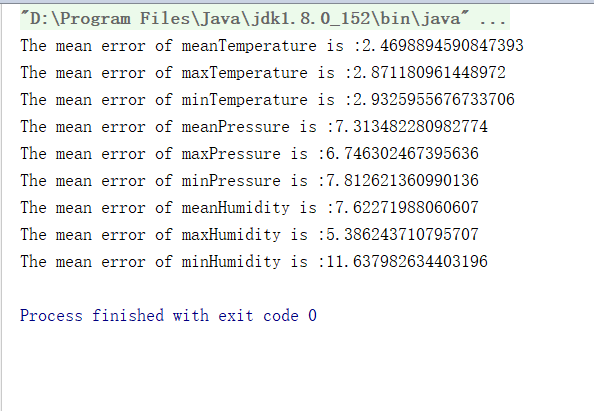 "D:\Program Files\Java\jdk1.8.0_152\bin\java" ...
The mean error of meanTemperature is :2.4698894590847393
The mean error of maxTemperature is :2.871180961448972
The mean error of minTemperature is :2.9325955676733706
The mean error of meanPressure is :7.313482280982774
The mean error of maxPressure is :6.746302467395636
The mean error of minPressure is :7.812621360990136
The mean error of meanHumidity is :7.62271988060607
The mean error of maxHumidity is :5.386243710795707
The mean error of minHumidity is :11.637982634403196
Process finished with exit code 0